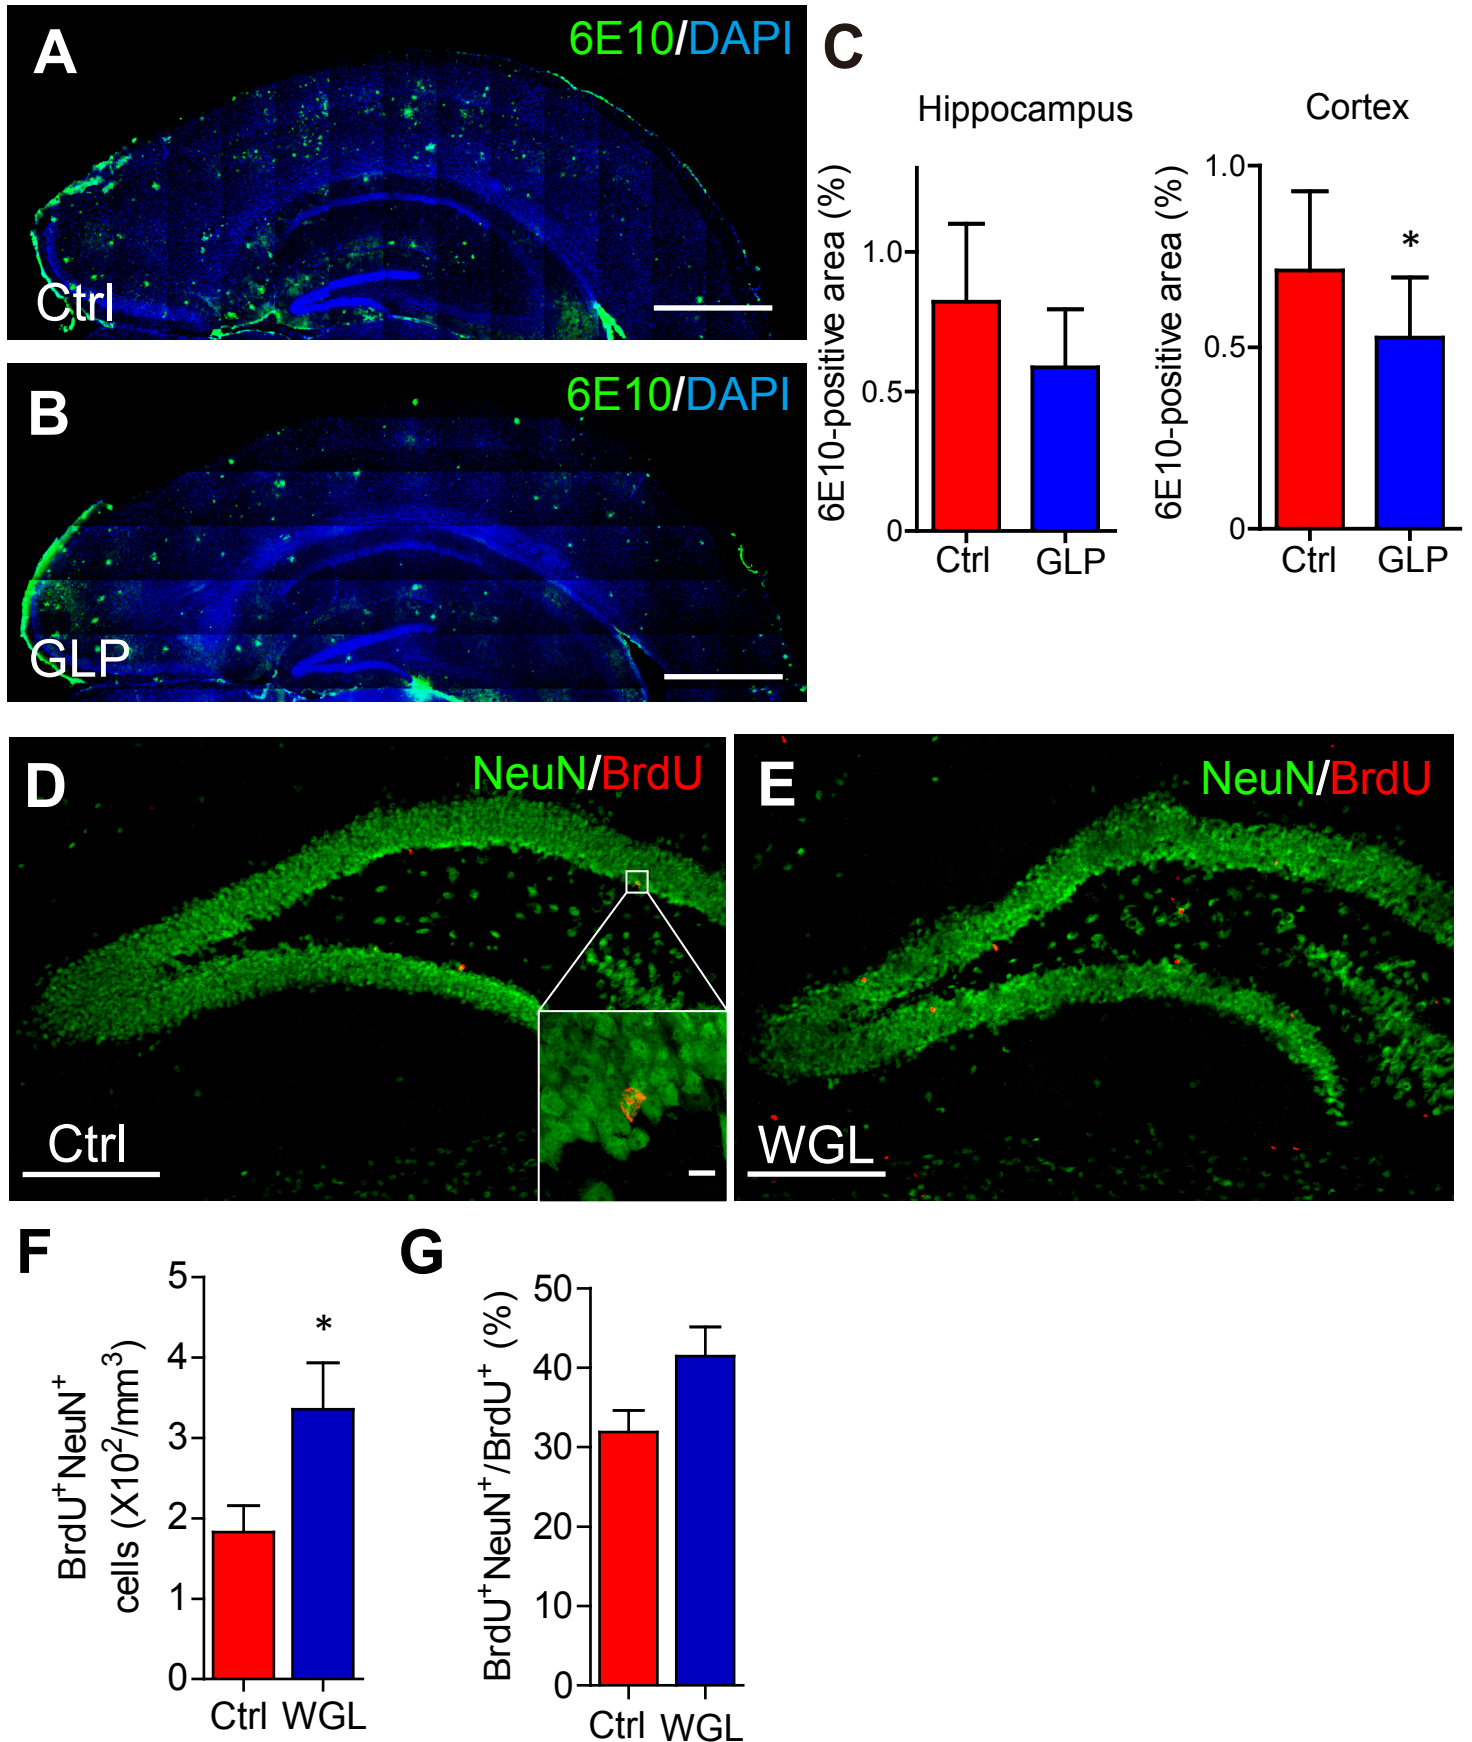 A
6E10/DAPI
Ctrl
B
6E10/DAPI
GLP
C
Hippocampus
6E10-positive area (%)
1.0
0.5
0
Ctrl
GLP
Cortex
6E10-positive area (%)
1.0
0.5
0
*
Ctrl
GLP
D
NeuN/BrdU
Ctrl
E
NeuN/BrdU
WGL
F
BrdU⁺NeuN⁺
cells (X10²/mm³)
5
4
3
2
1
0
*
Ctrl
WGL
G
BrdU⁺NeuN⁺/BrdU⁺ (%)
50
40
30
20
10
0
Ctrl
WGL